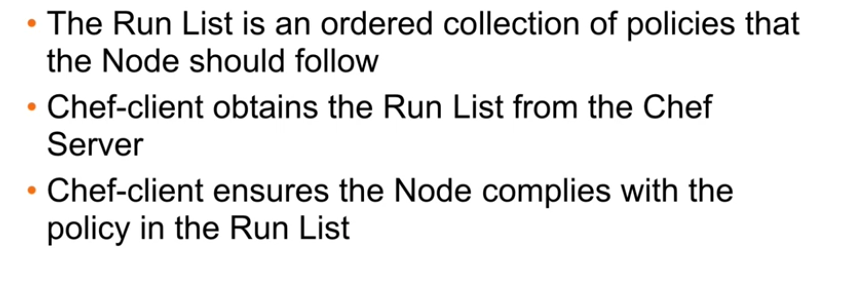 • The Run List is an ordered collection of policies that
the Node should follow
• Chef-client obtains the Run List from the Chef
Server
• Chef-client ensures the Node complies with the
policy in the Run List